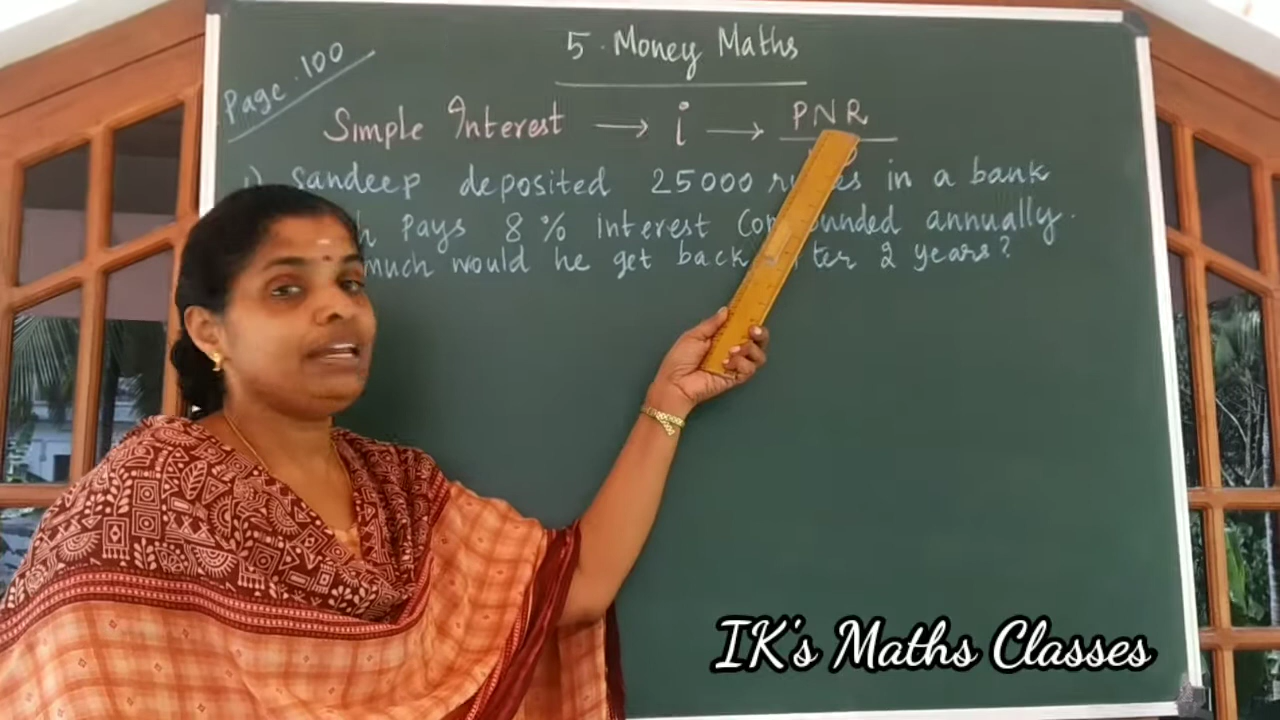 5. Money Maths
Page. 100
Simple Interest → i → PNR
1) Sandeep deposited 25000 in a bank
Pays 8% interest annually.
much would he get back 2 years?
IK's Maths Classes